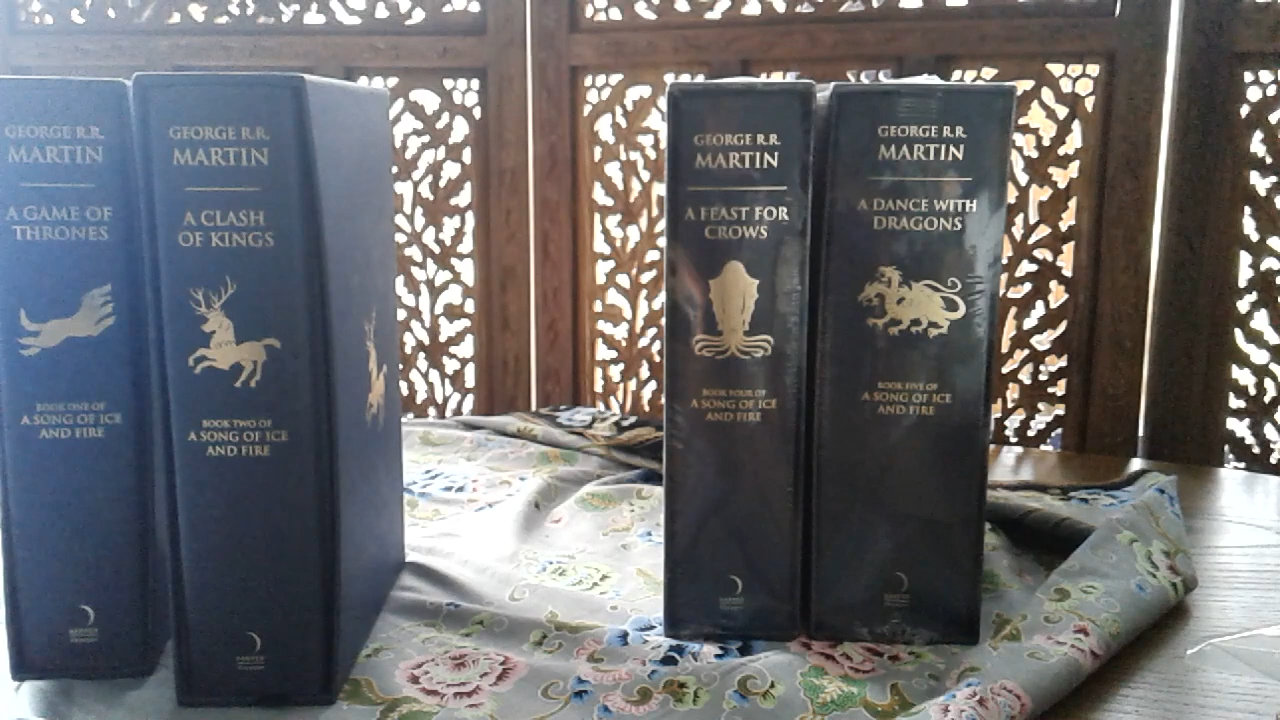 GEORGE R.R.
MARTIN
A GAME OF
THRONES
BOOK ONE OF
A SONG OF ICE
AND FIRE
GEORGE R.R.
MARTIN
A CLASH
OF KINGS
BOOK TWO OF
A SONG OF ICE
AND FIRE
GEORGE R.R.
MARTIN
A FEAST FOR
CROWS
BOOK FOUR OF
A SONG OF ICE
AND FIRE
GEORGE R.R.
MARTIN
A DANCE WITH
DRAGONS
BOOK FIVE OF
A SONG OF ICE
AND FIRE